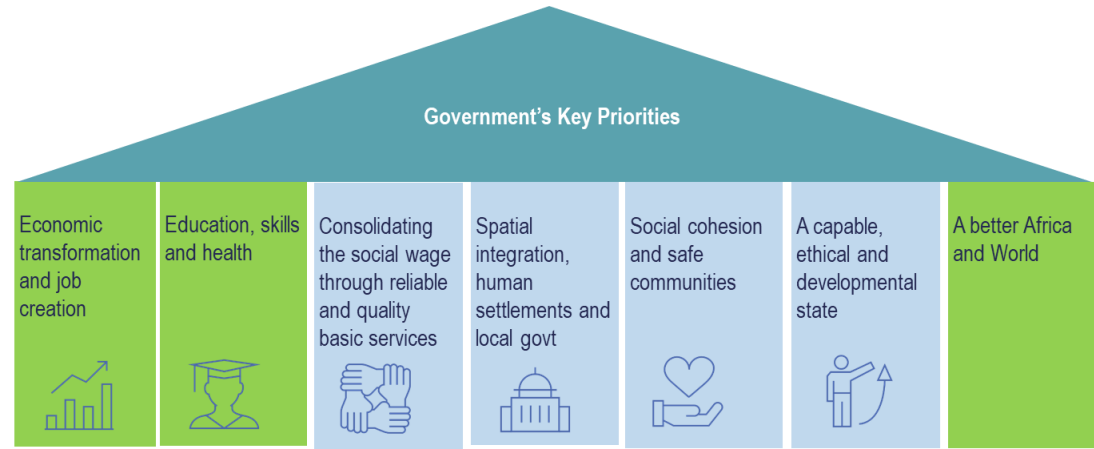 Government's Key Priorities
Economic
transformation
and job
creation
Education, skills
and health
Consolidating
the social wage
through reliable
and quality
basic services
Spatial
integration,
human
settlements and
local govt
Social cohesion
and safe
communities
A capable,
ethical and
developmental
state
A better Africa
and World